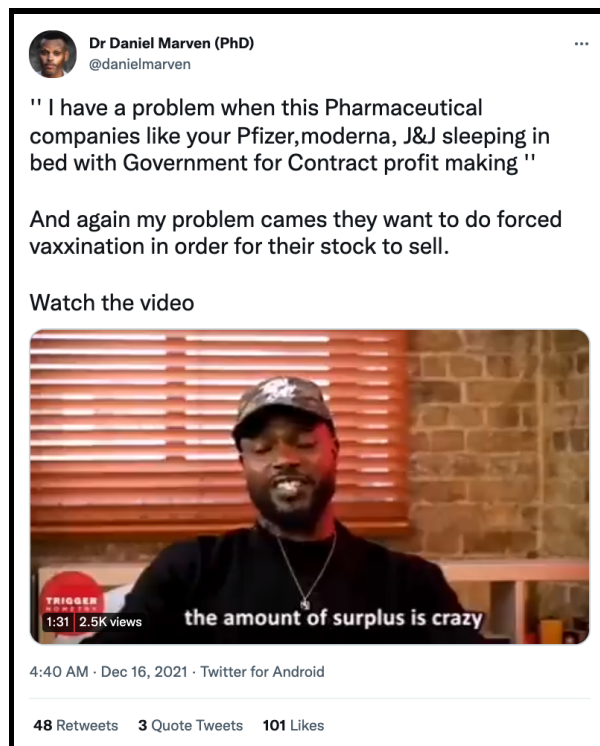 Dr Daniel Marven (PhD)
@danielmarven
'' I have a problem when this Pharmaceutical
companies like your Pfizer,moderna, J&J sleeping in
bed with Government for Contract profit making ''
And again my problem cames they want to do forced
vaxxination in order for their stock to sell.
Watch the video
TRIGGER
NOMETRY
1:31 2.5K views
the amount of surplus is crazy
4:40 AM · Dec 16, 2021 · Twitter for Android
48 Retweets 3 Quote Tweets 101 Likes